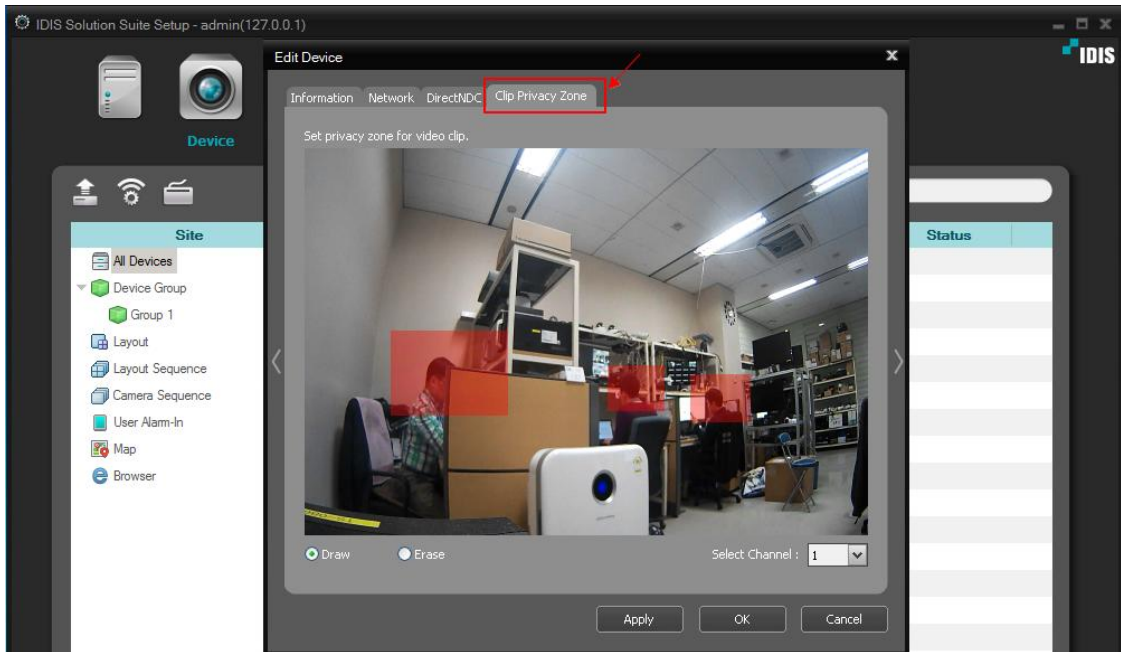 IDIS Solution Suite Setup - admin(127.0.0.1)
IDIS
Device
Edit Device
Information
Network
DirectNDC
Clip Privacy Zone
Set privacy zone for video clip.
Site
Status
All Devices
Device Group
Group 1
Layout
Layout Sequence
Camera Sequence
User Alarm-In
Map
Browser
Draw
Erase
Select Channel :
1
Apply
OK
Cancel